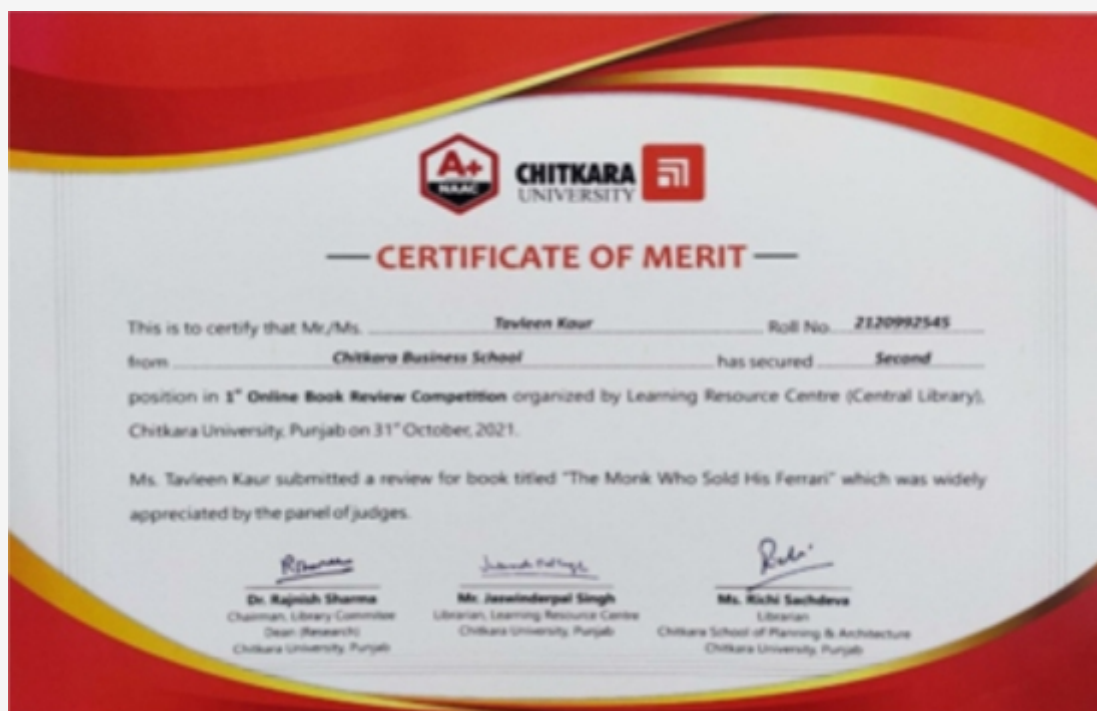 A+
NAAC
CHITKARA
UNIVERSITY
CERTIFICATE OF MERIT
This is to certify that Mr./Ms. Tavleen Kaur Roll No 2120992545
from Chitkara Business School has secured Second
position in 1st Online Book Review Competition organized by Learning Resource Centre (Central Library),
Chitkara University, Punjab on 31st October, 2021.
Ms. Tavleen Kaur submitted a review for book titled "The Monk Who Sold His Ferrari" which was widely
appreciated by the panel of judges.
Dr. Rajnish Sharma
Chairman, Library Committee
Dean (Research)
Chitkara University, Punjab
Mr. Jaswinderpal Singh
Librarian, Learning Resource Centre
Chitkara University, Punjab
Ms. Richi Sachdeva
Librarian
Chitkara School of Planning & Architecture
Chitkara University, Punjab